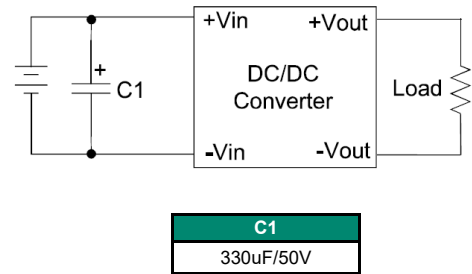 +Vin
+Vout
+
C1
DC/DC
Converter
Load
-Vin
-Vout
C1
330uF/50V